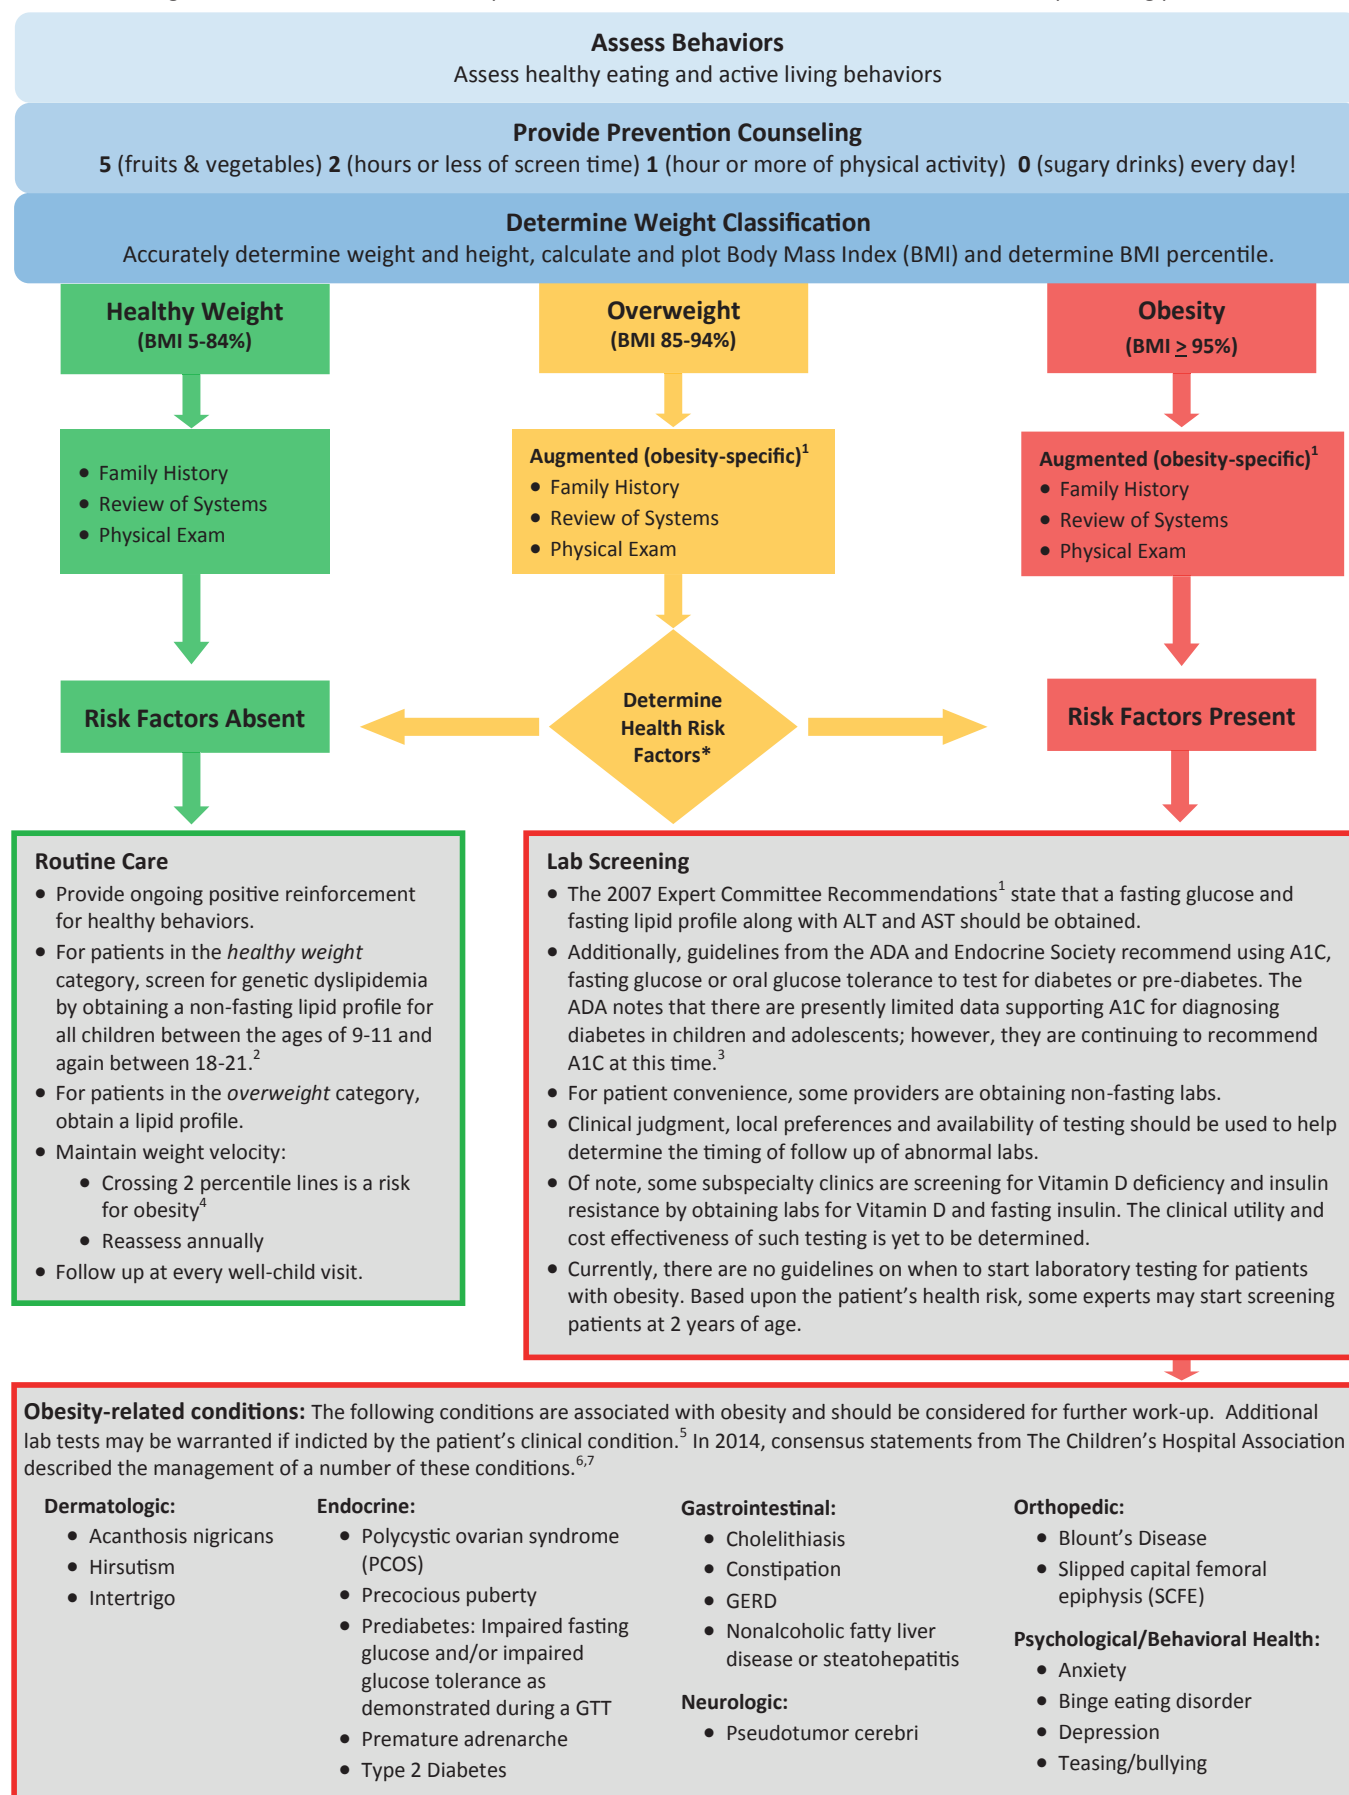 Assess Behaviors
Assess healthy eating and active living behaviors
Provide Prevention Counseling
5 (fruits & vegetables) 2 (hours or less of screen time) 1 (hour or more of physical activity) 0 (sugary drinks) every day!
Determine Weight Classification
Accurately determine weight and height, calculate and plot Body Mass Index (BMI) and determine BMI percentile.
Healthy Weight
(BMI 5-84%)
Overweight
(BMI 85-94%)
Obesity
(BMI ≥ 95%)
• Family History
• Review of Systems
• Physical Exam
Augmented (obesity-specific)1
• Family History
• Review of Systems
• Physical Exam
Augmented (obesity-specific)1
• Family History
• Review of Systems
• Physical Exam
Risk Factors Absent
Determine
Health Risk
Factors*
Risk Factors Present
Routine Care
• Provide ongoing positive reinforcement
for healthy behaviors.
• For patients in the healthy weight
category, screen for genetic dyslipidemia
by obtaining a non-fasting lipid profile for
all children between the ages of 9-11 and
again between 18-21.2
• For patients in the overweight category,
obtain a lipid profile.
• Maintain weight velocity:
• Crossing 2 percentile lines is a risk
for obesity4
• Reassess annually
• Follow up at every well-child visit.
Lab Screening
• The 2007 Expert Committee Recommendations1 state that a fasting glucose and
fasting lipid profile along with ALT and AST should be obtained.
• Additionally, guidelines from the ADA and Endocrine Society recommend using A1C,
fasting glucose or oral glucose tolerance to test for diabetes or pre-diabetes. The
ADA notes that there are presently limited data supporting A1C for diagnosing
diabetes in children and adolescents; however, they are continuing to recommend
A1C at this time.3
• For patient convenience, some providers are obtaining non-fasting labs.
• Clinical judgment, local preferences and availability of testing should be used to help
determine the timing of follow up of abnormal labs.
• Of note, some subspecialty clinics are screening for Vitamin D deficiency and insulin
resistance by obtaining labs for Vitamin D and fasting insulin. The clinical utility and
cost effectiveness of such testing is yet to be determined.
• Currently, there are no guidelines on when to start laboratory testing for patients
with obesity. Based upon the patient's health risk, some experts may start screening
patients at 2 years of age.
Obesity-related conditions: The following conditions are associated with obesity and should be considered for further work-up. Additional
lab tests may be warranted if indicted by the patient's clinical condition.5 In 2014, consensus statements from The Children's Hospital Association
described the management of a number of these conditions.6,7
Dermatologic:
• Acanthosis nigricans
• Hirsutism
• Intertrigo
Endocrine:
• Polycystic ovarian syndrome
(PCOS)
• Precocious puberty
• Prediabetes: Impaired fasting
glucose and/or impaired
glucose tolerance as
demonstrated during a GTT
• Premature adrenarche
• Type 2 Diabetes
Gastrointestinal:
• Cholelithiasis
• Constipation
• GERD
• Nonalcoholic fatty liver
disease or steatohepatitis
Neurologic:
• Pseudotumor cerebri
Orthopedic:
• Blount's Disease
• Slipped capital femoral
epiphysis (SCFE)
Psychological/Behavioral Health:
• Anxiety
• Binge eating disorder
• Depression
• Teasing/bullying